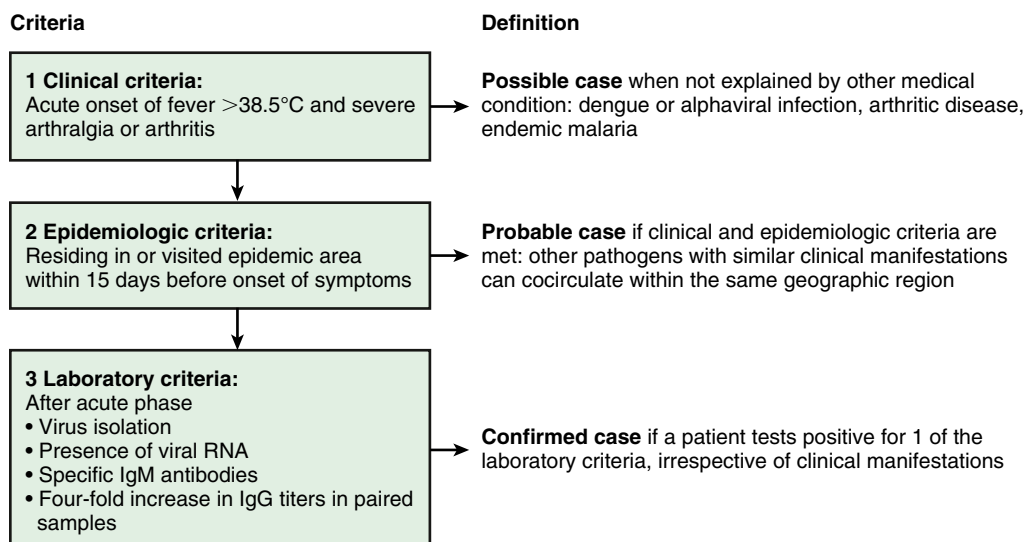 Criteria
Definition
1 Clinical criteria:
Acute onset of fever >38.5°C and severe
arthralgia or arthritis
Possible case when not explained by other medical
condition: dengue or alphaviral infection, arthritic disease,
endemic malaria
2 Epidemiologic criteria:
Residing in or visited epidemic area
within 15 days before onset of symptoms
Probable case if clinical and epidemiologic criteria are
met: other pathogens with similar clinical manifestations
can cocirculate within the same geographic region
3 Laboratory criteria:
After acute phase
• Virus isolation
• Presence of viral RNA
• Specific IgM antibodies
• Four-fold increase in IgG titers in paired
samples
Confirmed case if a patient tests positive for 1 of the
laboratory criteria, irrespective of clinical manifestations